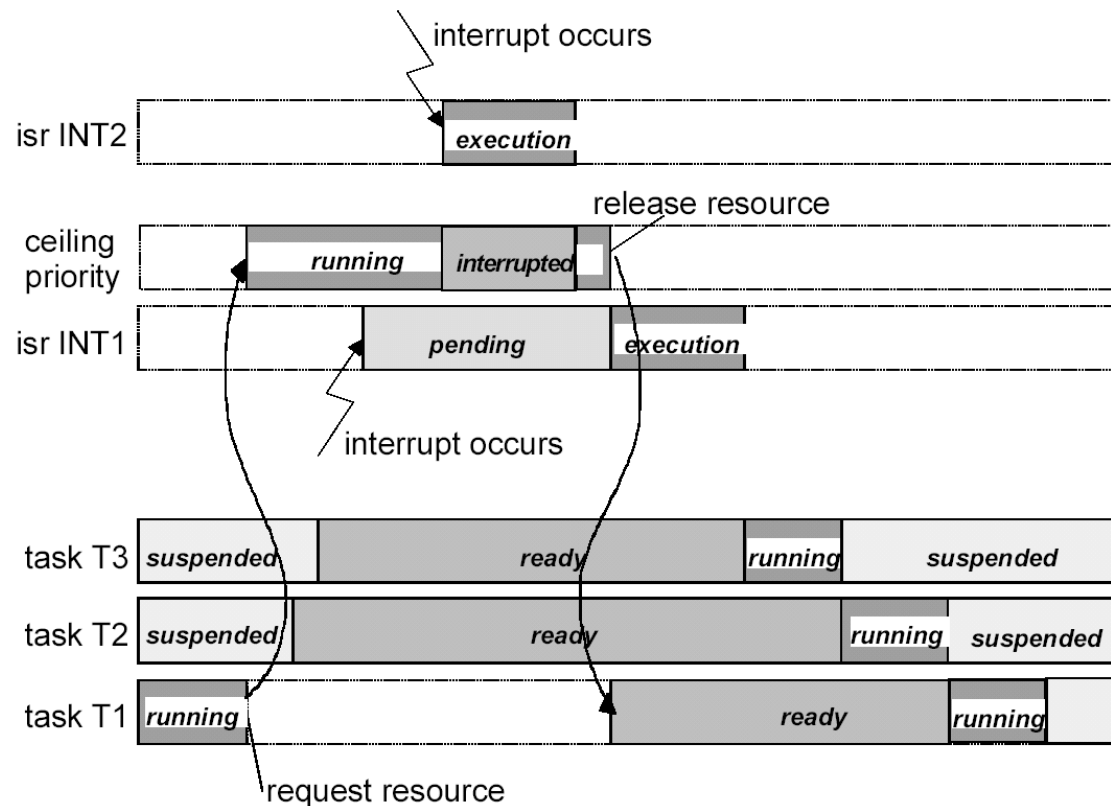 interrupt occurs
isr INT2
execution
release resource
ceiling
priority
running
interrupted
isr INT1
pending
execution
interrupt occurs
task T3
suspended
ready
running
suspended
task T2
suspended
ready
running
suspended
task T1
running
ready
running
request resource